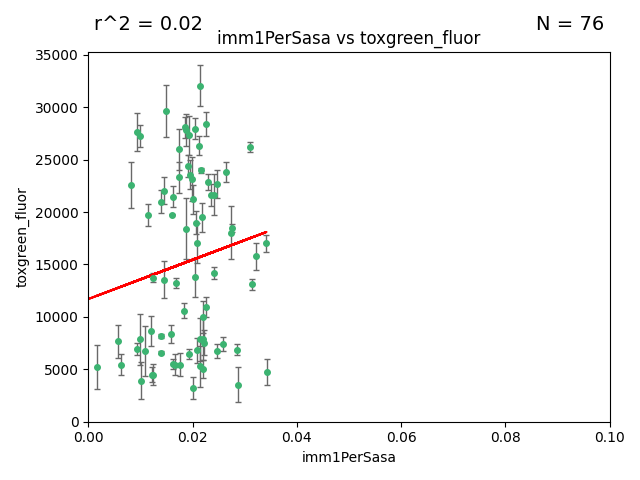 r^2 = 0.02
N = 76
imm1PerSasa vs toxgreen_fluor
35000
30000
25000
20000
15000
10000
5000
0
toxgreen_fluor
0.00
0.02
0.04
0.06
0.08
0.10
imm1PerSasa